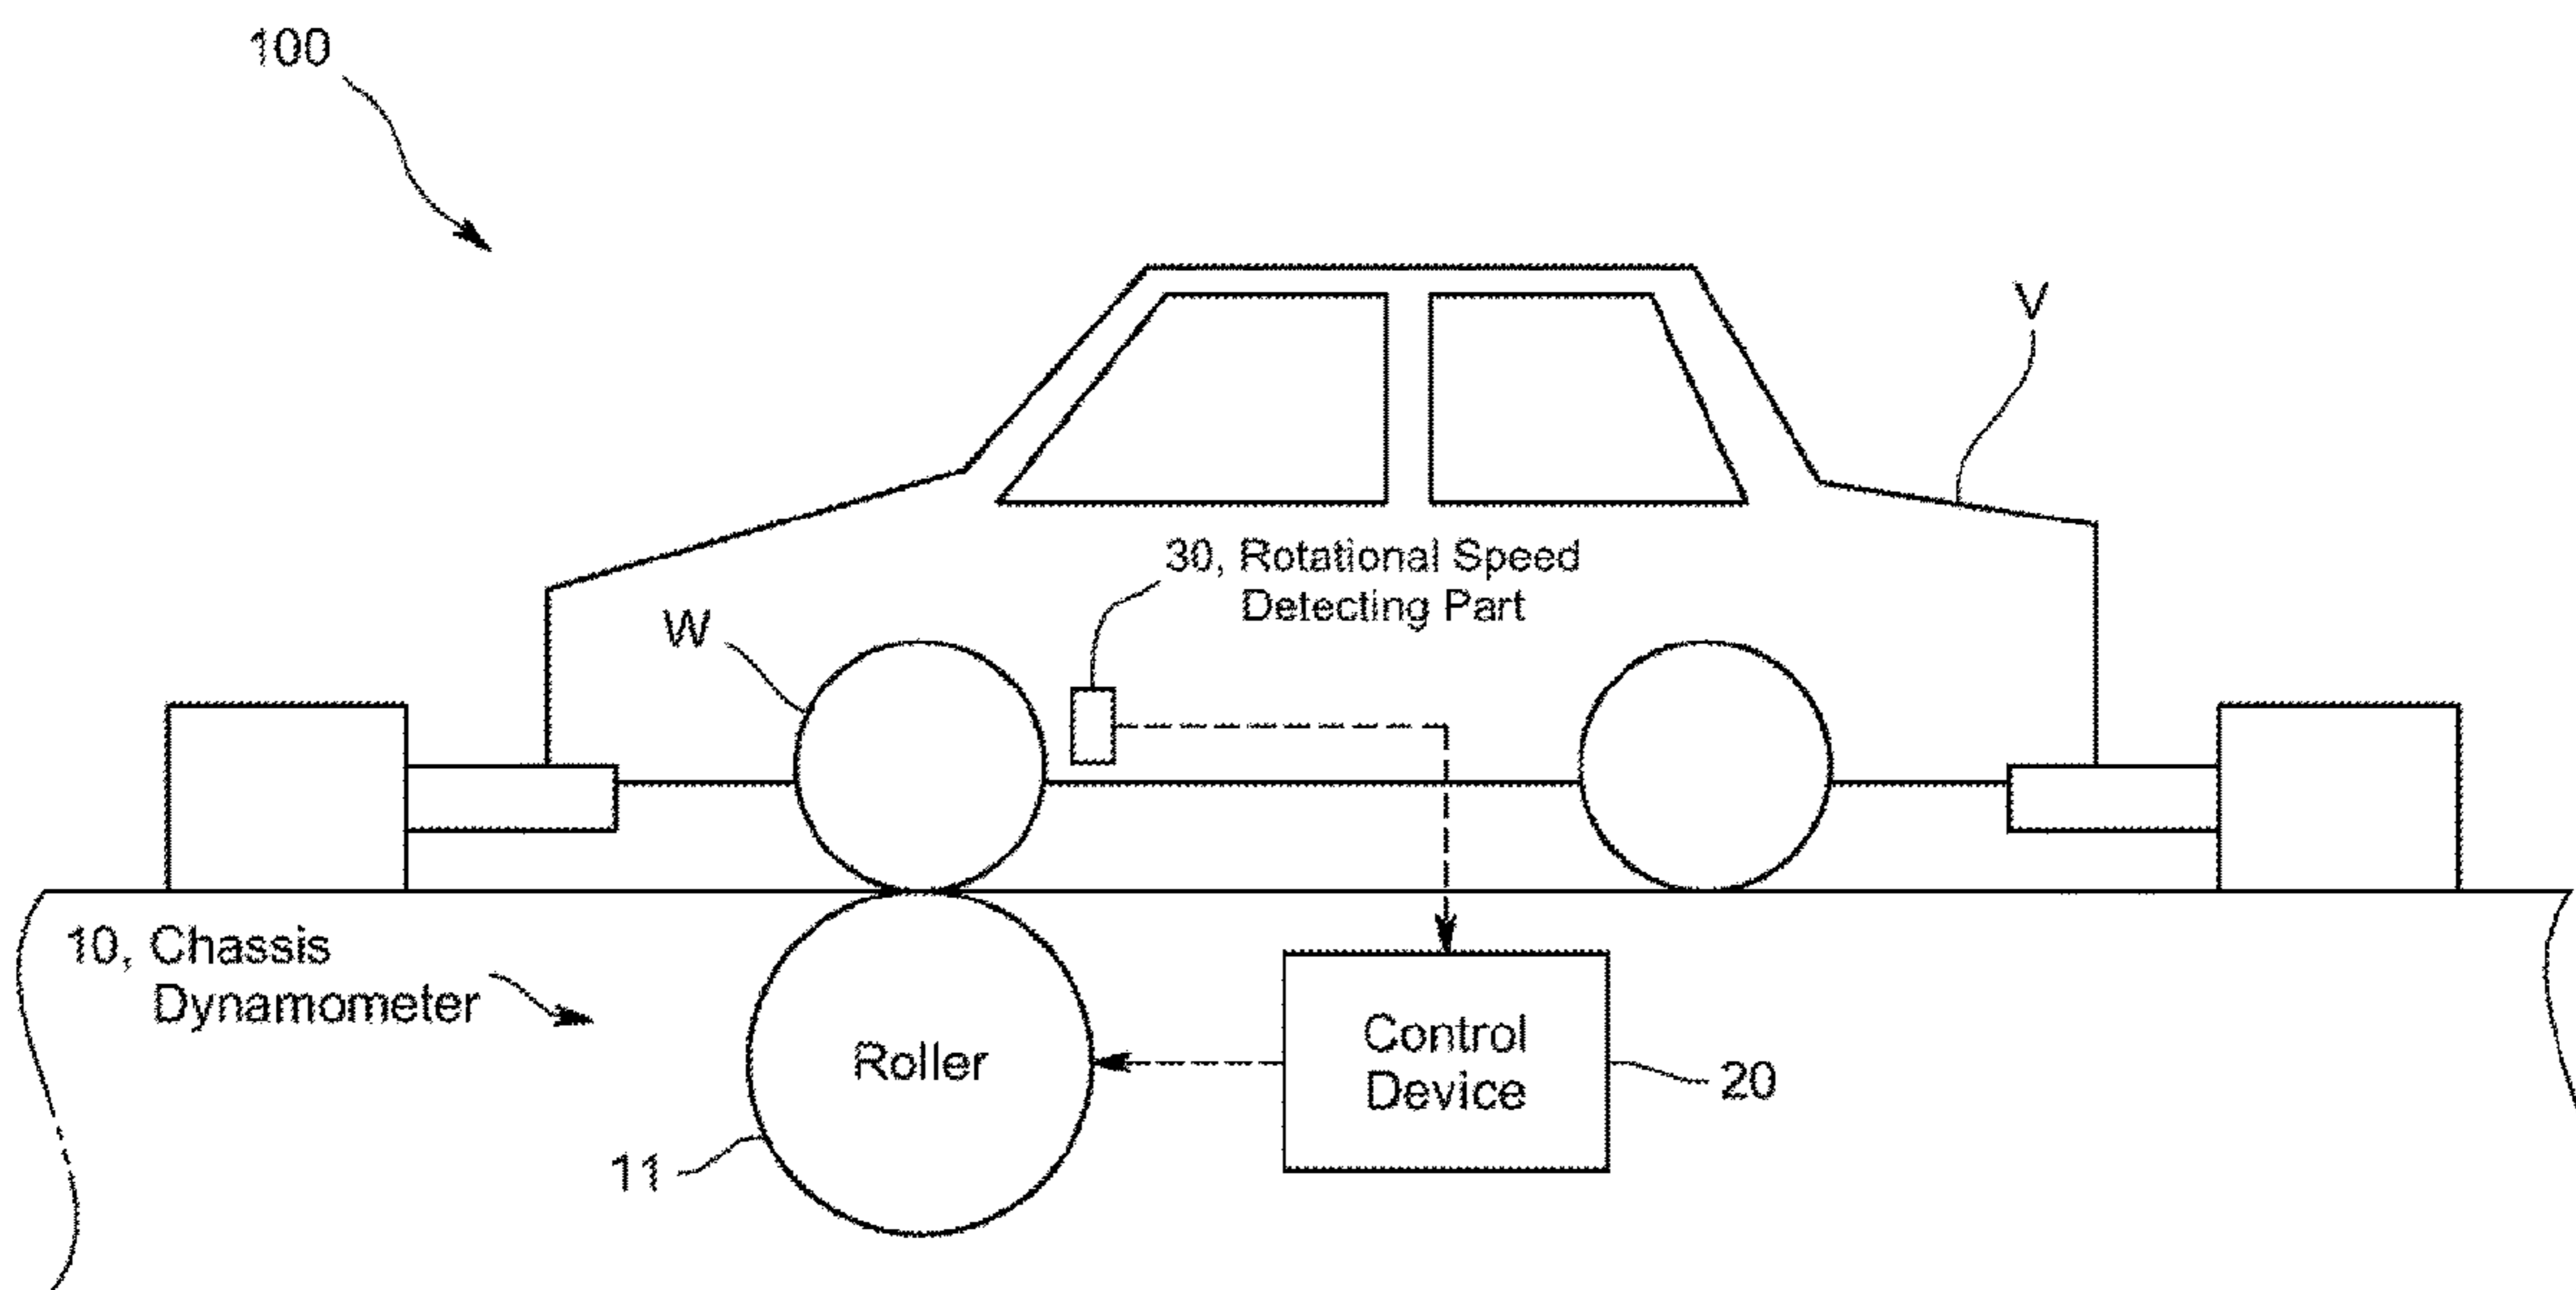 100
V
30, Rotational Speed
Detecting Part
W
10, Chassis
Dynamometer
Roller
Control
Device
20
11